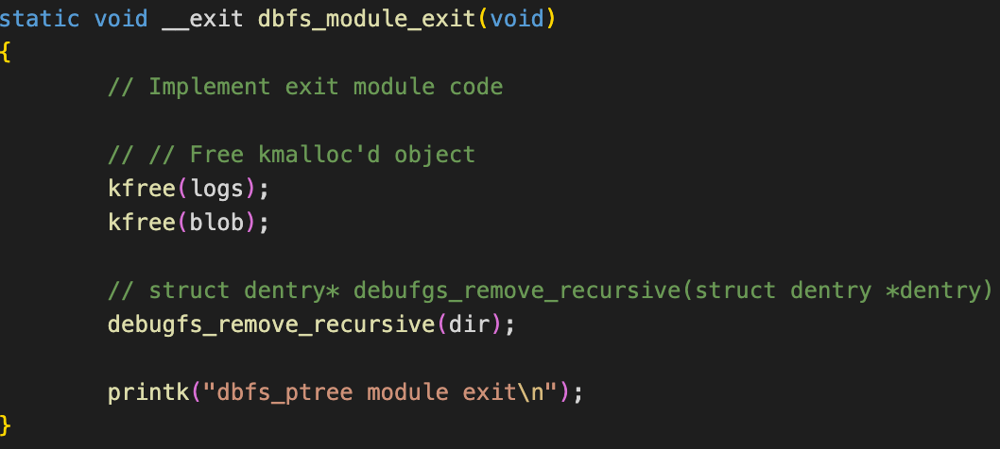 static void __exit dbfs_module_exit(void)
{
// Implement exit module code
// // Free kmalloc'd object
kfree(logs);
kfree(blob);
// struct dentry* debufgs_remove_recursive(struct dentry *dentry)
debugfs_remove_recursive(dir);
printk("dbfs_ptree module exit\n");
}